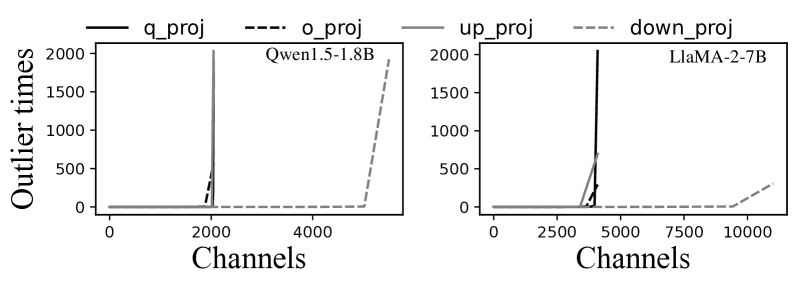 q_proj o_proj up_proj down_proj
Outlier times
2000
1500
1000
500
0
Qwen1.5-1.8B
0 2000 4000
Channels
2000
1500
1000
500
0
LlaMA-2-7B
0 2500 5000 7500 10000
Channels